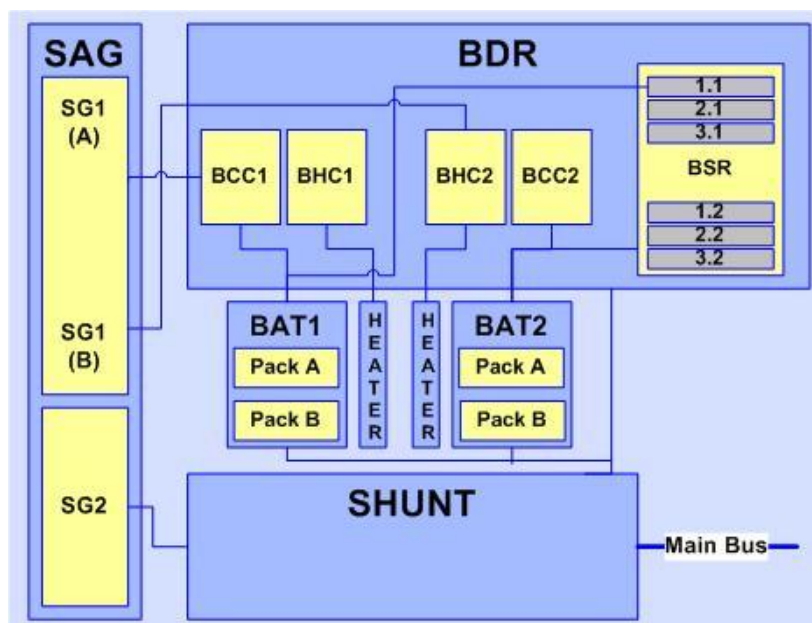 SAG
SG1
(A)
SG1
(B)
SG2
BDR
BCC1
BHC1
BHC2
BCC2
1.1
2.1
3.1
BSR
1.2
2.2
3.2
BAT1
Pack A
Pack B
HEATER
HEATER
BAT2
Pack A
Pack B
SHUNT
Main Bus